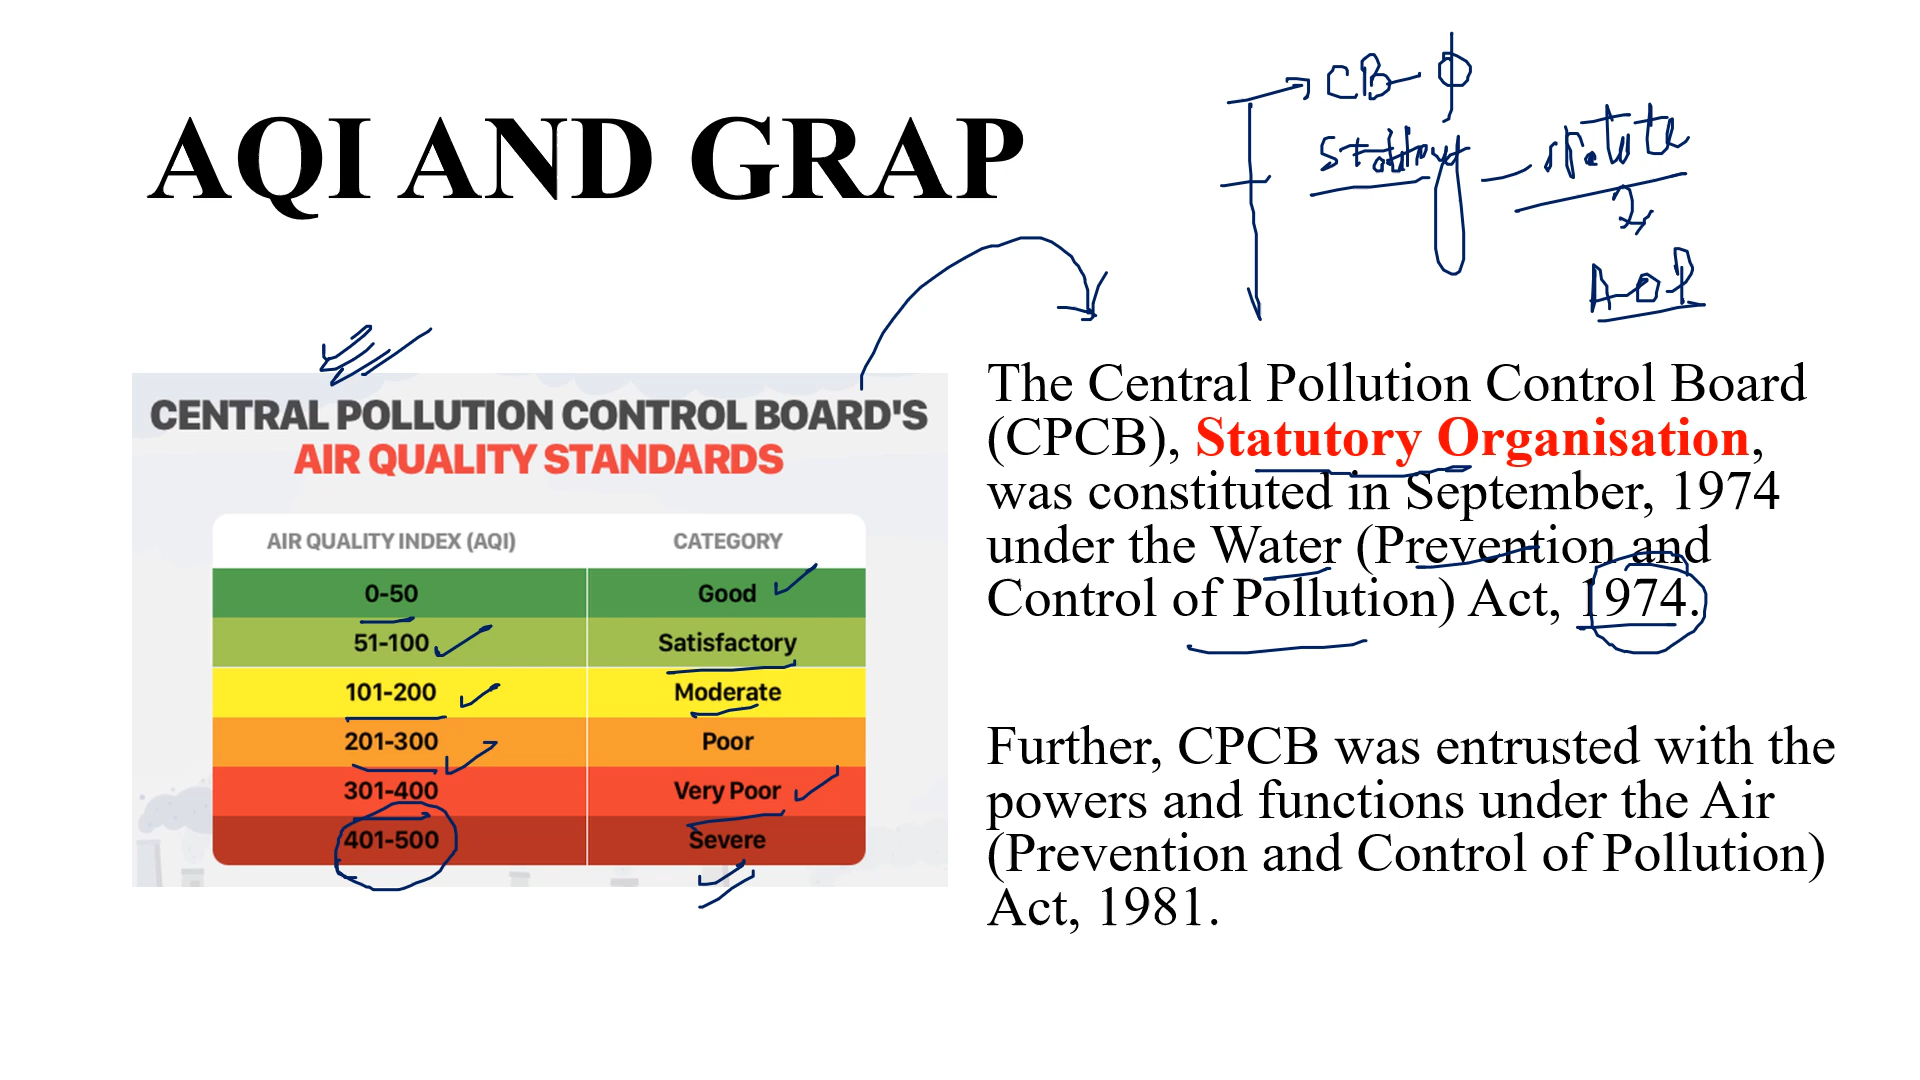 AQI AND GRAP
CB-
Statutory - statute
AOP
CENTRAL POLLUTION CONTROL BOARD'S
AIR QUALITY STANDARDS
AIR QUALITY INDEX (AQI) CATEGORY
0-50 Good
51-100 Satisfactory
101-200 Moderate
201-300 Poor
301-400 Very Poor
401-500 Severe
The Central Pollution Control Board
(CPCB), Statutory Organisation,
was constituted in September, 1974
under the Water (Prevention and
Control of Pollution) Act, 1974.
Further, CPCB was entrusted with the
powers and functions under the Air
(Prevention and Control of Pollution)
Act, 1981.